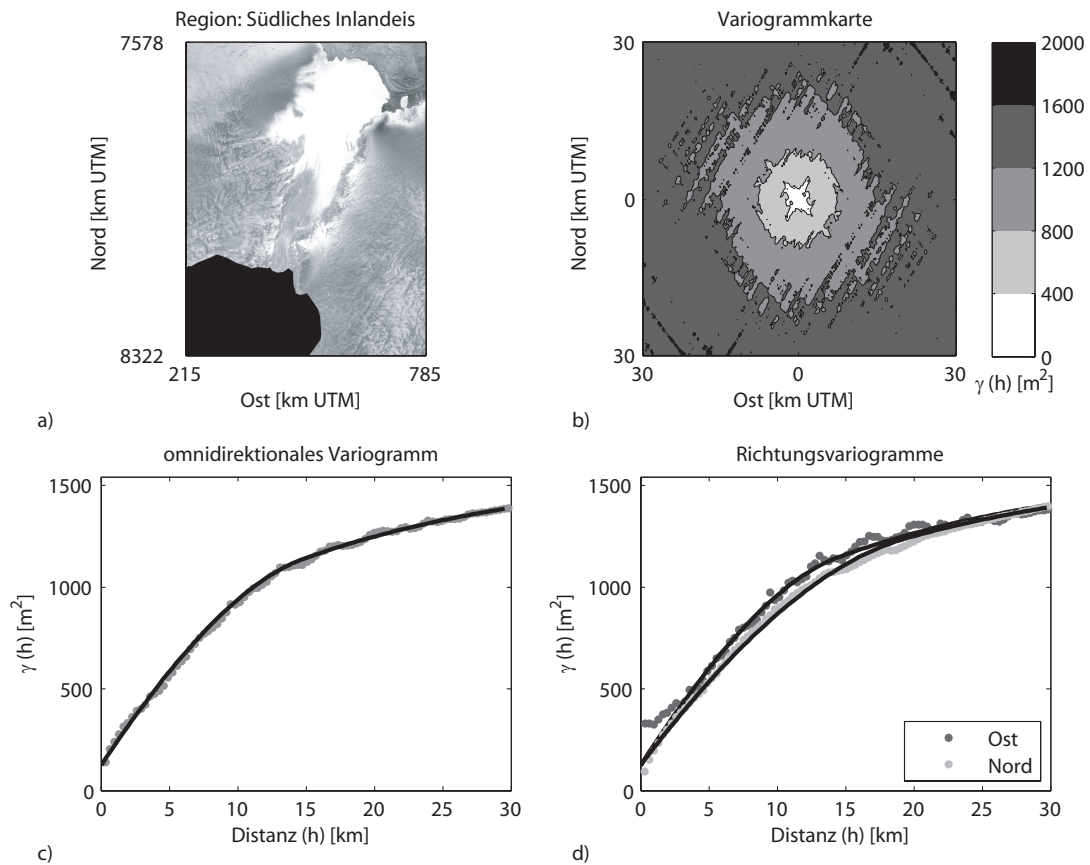 Region: Südliches Inlandeis
7578
Nord [km UTM]
8322
215
785
Ost [km UTM]
a)
Variogrammkarte
30
Nord [km UTM]
0
30
30
0
30
Ost [km UTM]
2000
1600
1200
800
400
0
γ (h) [m²]
b)
omnidirektionales Variogramm
1500
1000
500
0
γ (h) [m²]
0
5
10
15
20
25
30
Distanz (h) [km]
c)
Richtungsvariogramme
1500
1000
500
0
γ (h) [m²]
Ost
Nord
0
5
10
15
20
25
30
Distanz (h) [km]
d)